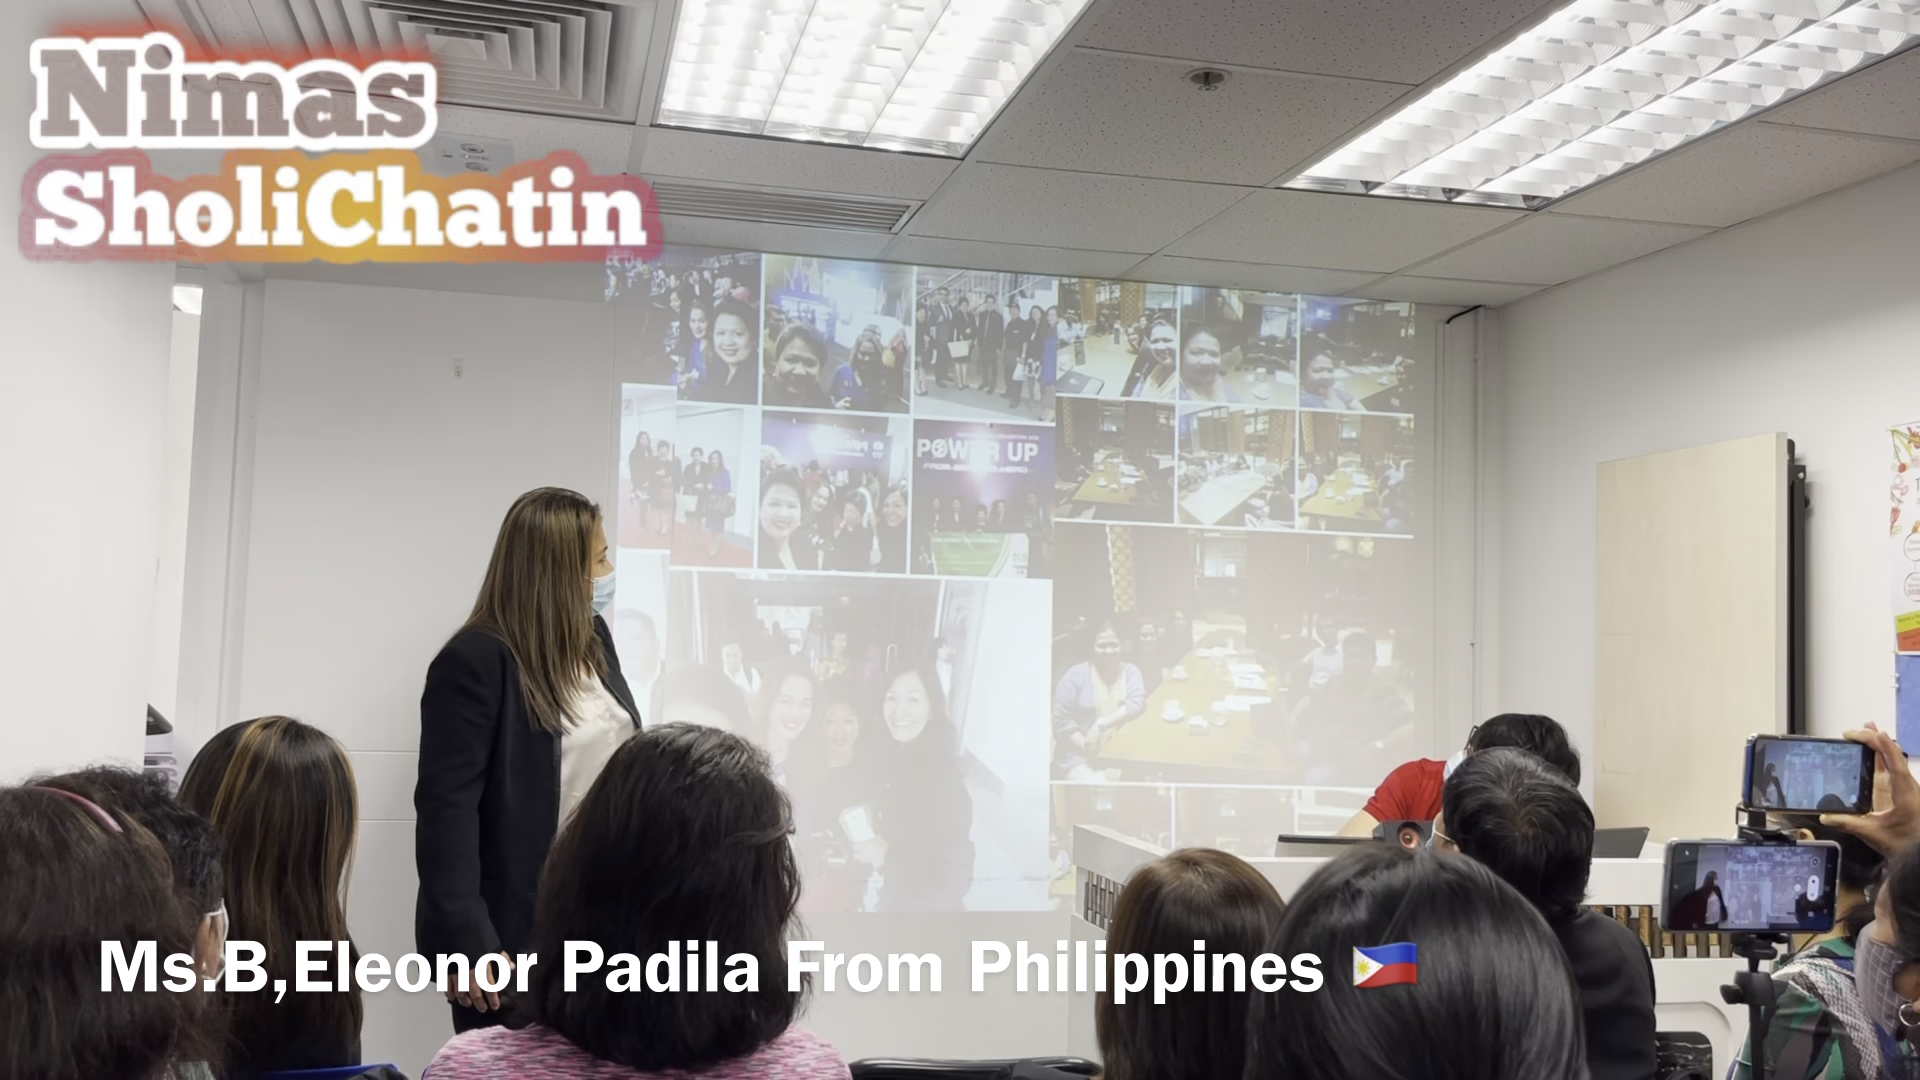 Nimas
SholiChatin
POWER UP
Ms.B,Eleonor Padila From Philippines 🇵🇭